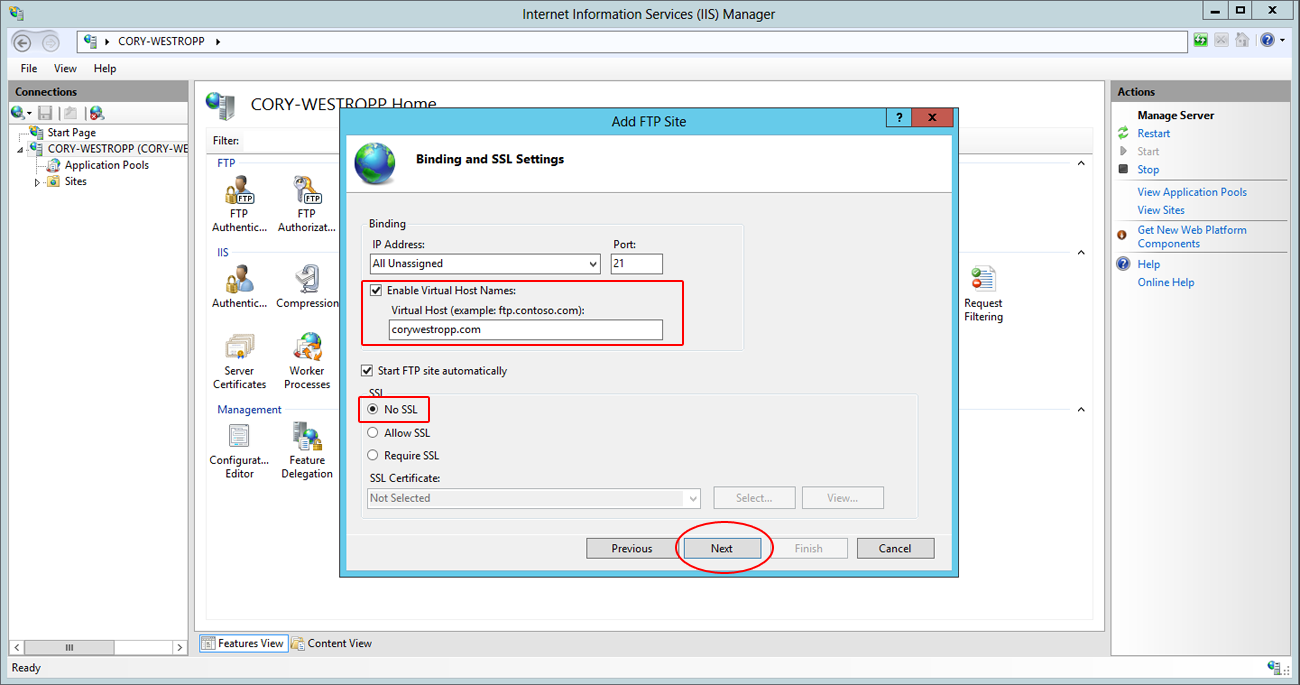 Internet Information Services (IIS) Manager
CORY-WESTROPP
File View Help
Connections
Start Page
CORY-WESTROPP (CORY-WE
Application Pools
Sites
CORY-WESTROPP Home
Filter:
FTP
FTP Authentic...
FTP Authorizat...
IIS
Authentic...
Compression
Server Certificates
Worker Processes
Request Filtering
Management
Configurat... Editor
Feature Delegation
Add FTP Site
?
Binding and SSL Settings
Binding
IP Address:
Port:
All Unassigned
21
Enable Virtual Host Names:
Virtual Host (example: ftp.contoso.com):
corywestropp.com
Start FTP site automatically
SSL
No SSL
Allow SSL
Require SSL
SSL Certificate:
Not Selected
Select...
View...
Previous
Next
Finish
Cancel
Actions
Manage Server
Restart
Start
Stop
View Application Pools
View Sites
Get New Web Platform
Components
Help
Online Help
Features View
Content View
Ready